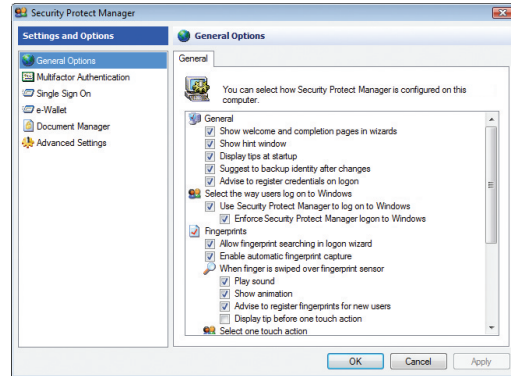 Security Protect Manager
Settings and Options
General Options
Multifactor Authentication
Single Sign On
e-Wallet
Document Manager
Advanced Settings
General Options
General
You can select how Security Protect Manager is configured on this
computer.
General
Show welcome and completion pages in wizards
Show hint window
Display tips at startup
Suggest to backup identity after changes
Advise to register credentials on logon
Select the way users log on to Windows
Use Security Protect Manager to log on to Windows
Enforce Security Protect Manager logon to Windows
Fingerprints
Allow fingerprint searching in logon wizard
Enable automatic fingerprint capture
When finger is swiped over fingerprint sensor
Play sound
Show animation
Advise to register fingerprints for new users
Display tip before one touch action
Select one touch action
OK
Cancel
Apply